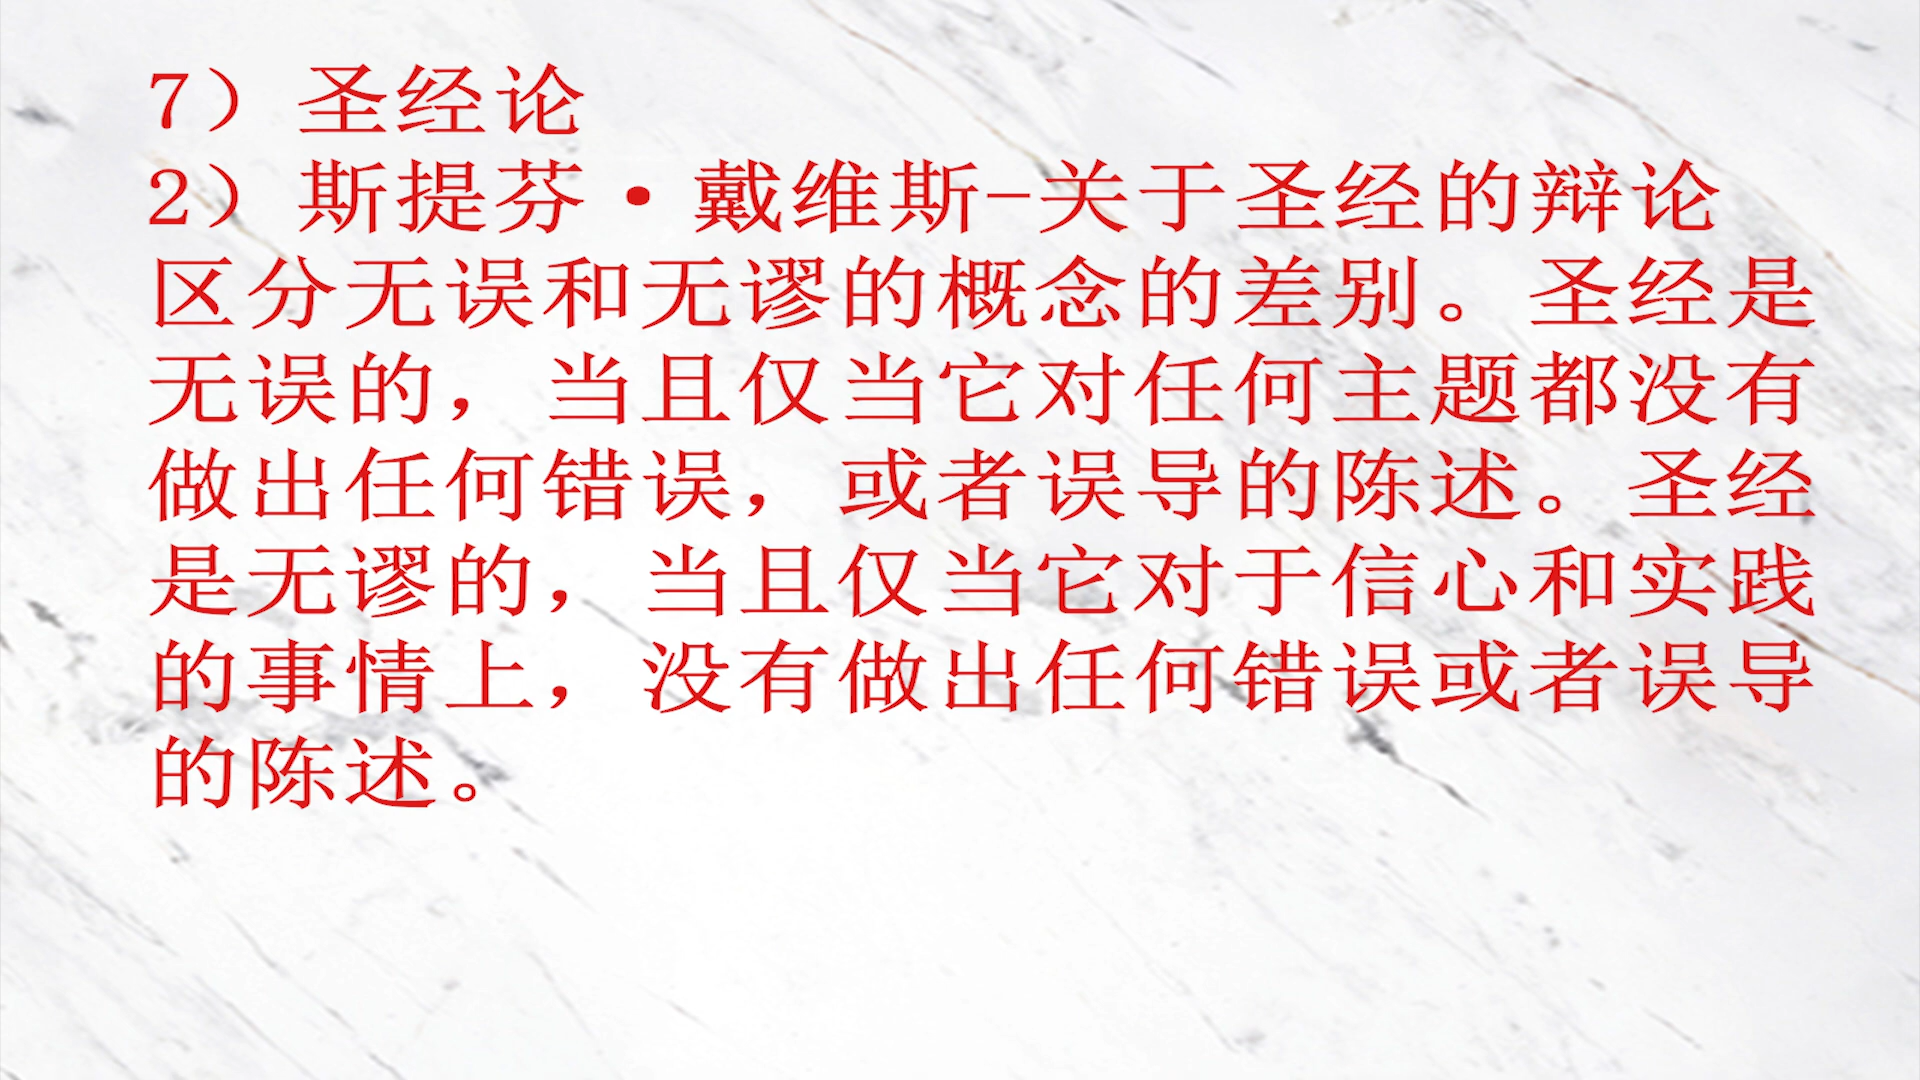 7）圣经论
2）斯提芬·戴维斯-关于圣经的辩论
区分无误和无谬的概念的差别。圣经是
无误的，当且仅当它对任何主题都没有
做出任何错误，或者误导的陈述。圣经
是无谬的，当且仅当它对于信心和实践
的事情上，没有做出任何错误或者误导
的陈述。